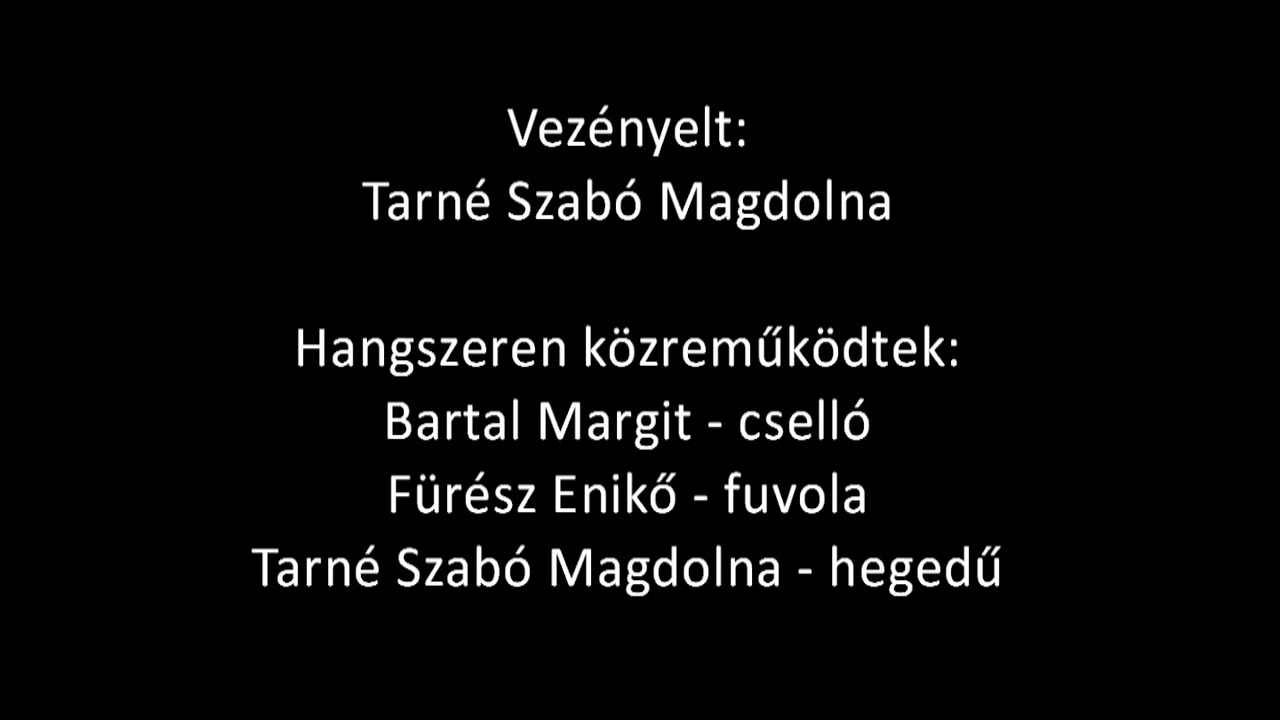 Vezényelt:
Tarné Szabó Magdolna
Hangszeren közreműködtek:
Bartal Margit - cselló
Fürész Enikő - fuvola
Tarné Szabó Magdolna - hegedű